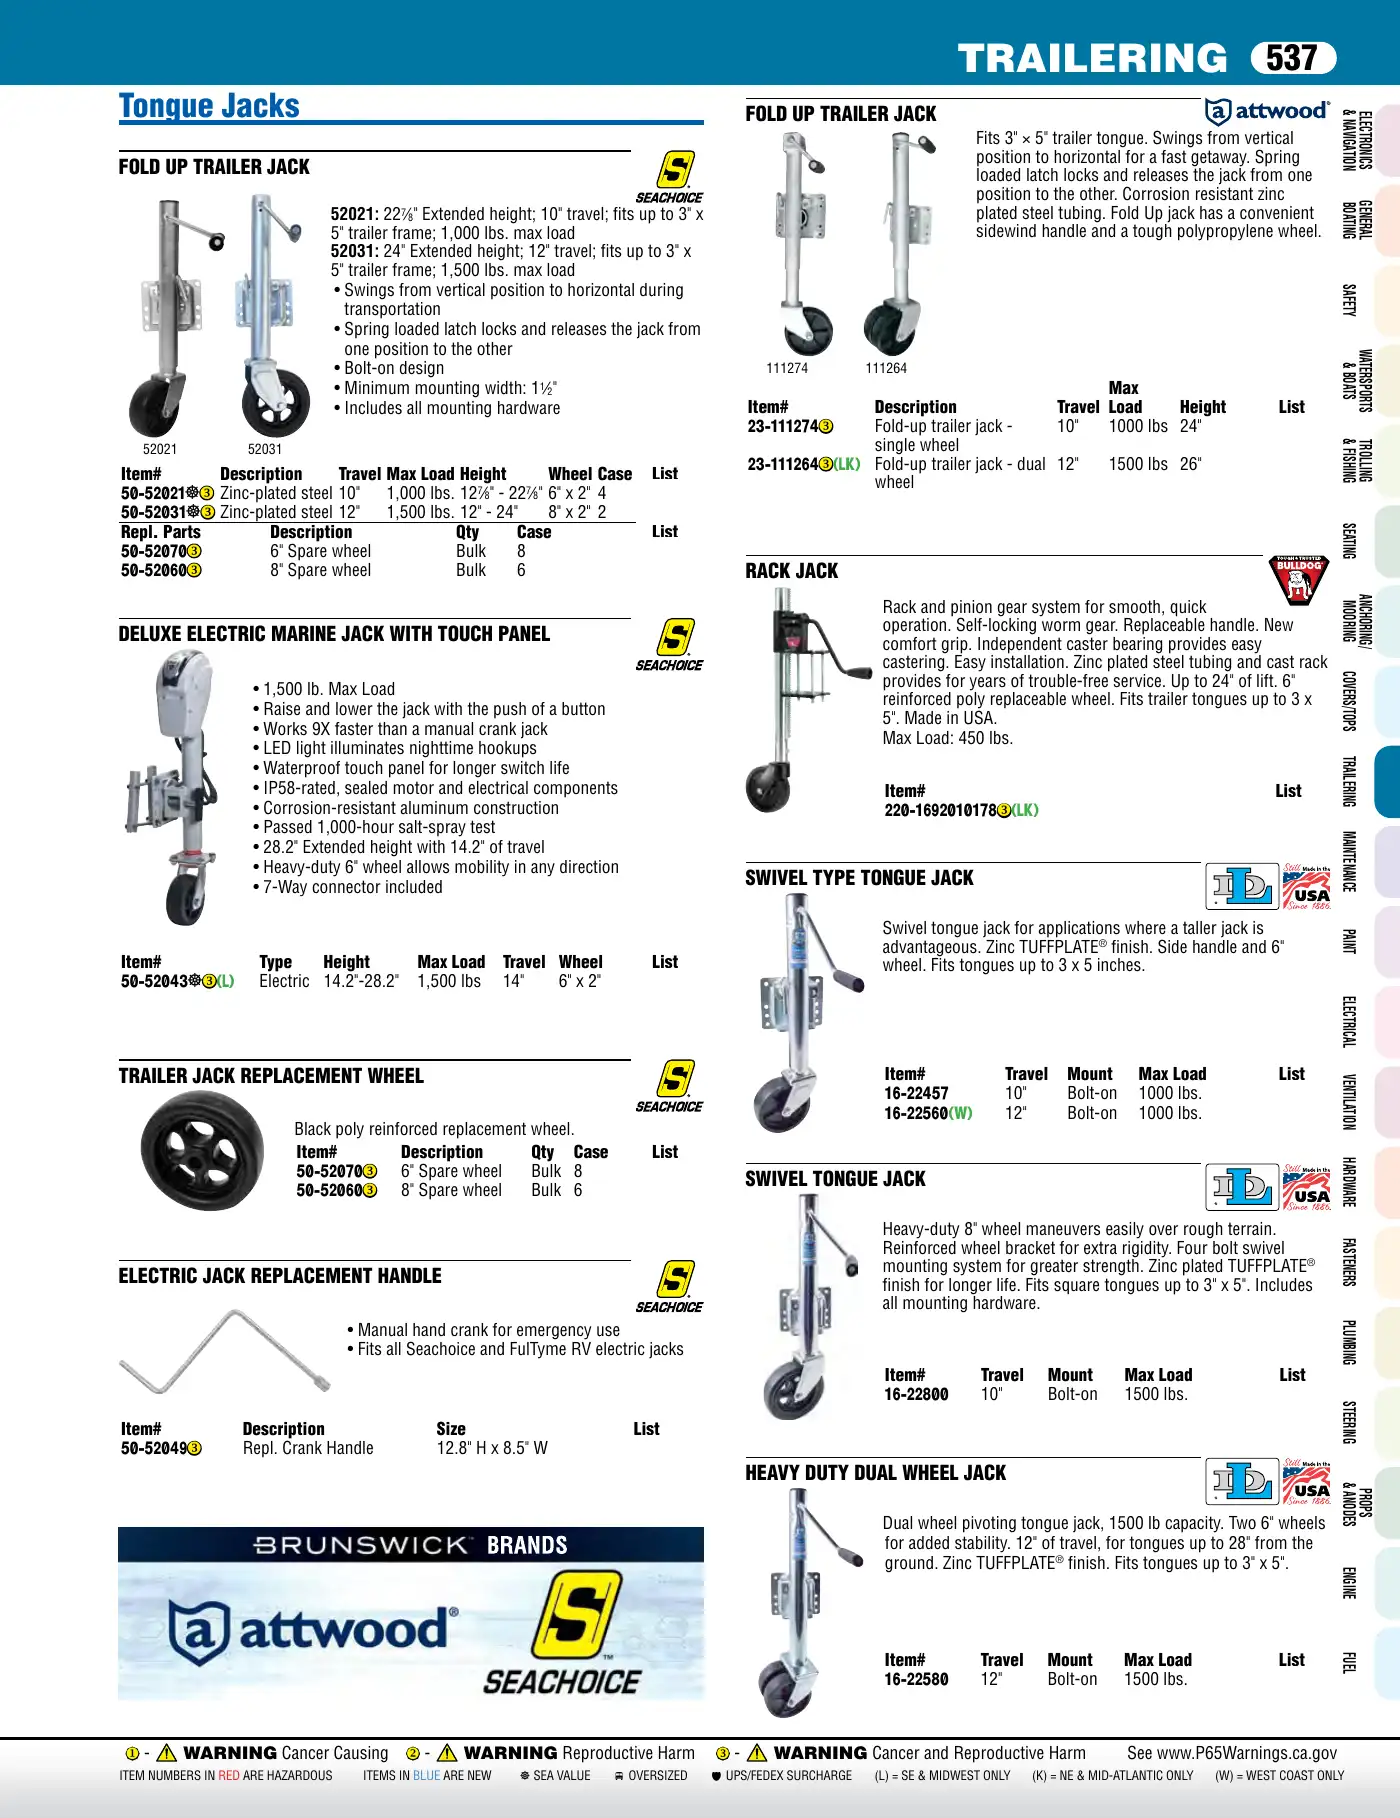 TRAILERING 537
Tongue Jacks
FOLD UP TRAILER JACK
S
SEACHOICE
52021: 22⅞" Extended height; 10" travel; fits up to 3" x
5" trailer frame; 1,000 lbs. max load
52031: 24" Extended height; 12" travel; fits up to 3" x
5" trailer frame; 1,500 lbs. max load
• Swings from vertical position to horizontal during
transportation
• Spring loaded latch locks and releases the jack from
one position to the other
• Bolt-on design
• Minimum mounting width: 1½"
• Includes all mounting hardware
52021 52031
Item# Description Travel Max Load Height Wheel Case List
50-52021☸③ Zinc-plated steel 10" 1,000 lbs. 12⅞" - 22⅞" 6" x 2" 4
50-52031☸③ Zinc-plated steel 12" 1,500 lbs. 12" - 24" 8" x 2" 2
Repl. Parts Description Qty Case List
50-52070③ 6" Spare wheel Bulk 8
50-52060③ 8" Spare wheel Bulk 6
DELUXE ELECTRIC MARINE JACK WITH TOUCH PANEL
S
SEACHOICE
• 1,500 lb. Max Load
• Raise and lower the jack with the push of a button
• Works 9X faster than a manual crank jack
• LED light illuminates nighttime hookups
• Waterproof touch panel for longer switch life
• IP58-rated, sealed motor and electrical components
• Corrosion-resistant aluminum construction
• Passed 1,000-hour salt-spray test
• 28.2" Extended height with 14.2" of travel
• Heavy-duty 6" wheel allows mobility in any direction
• 7-Way connector included
Item# Type Height Max Load Travel Wheel List
50-52043☸③(L) Electric 14.2"-28.2" 1,500 lbs 14" 6" x 2"
TRAILER JACK REPLACEMENT WHEEL
S
SEACHOICE
Black poly reinforced replacement wheel.
Item# Description Qty Case List
50-52070③ 6" Spare wheel Bulk 8
50-52060③ 8" Spare wheel Bulk 6
ELECTRIC JACK REPLACEMENT HANDLE
S
SEACHOICE
• Manual hand crank for emergency use
• Fits all Seachoice and FulTyme RV electric jacks
Item# Description Size List
50-52049③ Repl. Crank Handle 12.8" H x 8.5" W
BRUNSWICK™ BRANDS
a attwood®
S™
SEACHOICE
FOLD UP TRAILER JACK
a attwood®
Fits 3" × 5" trailer tongue. Swings from vertical
position to horizontal for a fast getaway. Spring
loaded latch locks and releases the jack from one
position to the other. Corrosion resistant zinc
plated steel tubing. Fold Up jack has a convenient
sidewind handle and a tough polypropylene wheel.
111274 111264
Max
Item# Description Travel Load Height List
23-111274③ Fold-up trailer jack - 10" 1000 lbs 24"
single wheel
23-111264③(LK) Fold-up trailer jack - dual 12" 1500 lbs 26"
wheel
RACK JACK
TOUGH & TRUSTED
BULLDOG
Rack and pinion gear system for smooth, quick
operation. Self-locking worm gear. Replaceable handle. New
comfort grip. Independent caster bearing provides easy
castering. Easy installation. Zinc plated steel tubing and cast rack
provides for years of trouble-free service. Up to 24" of lift. 6"
reinforced poly replaceable wheel. Fits trailer tongues up to 3 x
5". Made in USA.
Max Load: 450 lbs.
Item# List
220-1692010178③(LK)
SWIVEL TYPE TONGUE JACK
DL
Still Made in the
USA
Since 1886.
Swivel tongue jack for applications where a taller jack is
advantageous. Zinc TUFFPLATE® finish. Side handle and 6"
wheel. Fits tongues up to 3 x 5 inches.
Item# Travel Mount Max Load List
16-22457 10" Bolt-on 1000 lbs.
16-22560(W) 12" Bolt-on 1000 lbs.
SWIVEL TONGUE JACK
DL
Still Made in the
USA
Since 1886.
Heavy-duty 8" wheel maneuvers easily over rough terrain.
Reinforced wheel bracket for extra rigidity. Four bolt swivel
mounting system for greater strength. Zinc plated TUFFPLATE®
finish for longer life. Fits square tongues up to 3" x 5". Includes
all mounting hardware.
Item# Travel Mount Max Load List
16-22800 10" Bolt-on 1500 lbs.
HEAVY DUTY DUAL WHEEL JACK
DL
Still Made in the
USA
Since 1886.
Dual wheel pivoting tongue jack, 1500 lb capacity. Two 6" wheels
for added stability. 12" of travel, for tongues up to 28" from the
ground. Zinc TUFFPLATE® finish. Fits tongues up to 3" x 5".
Item# Travel Mount Max Load List
16-22580 12" Bolt-on 1500 lbs.
ELECTRONICS
& NAVIGATION
GENERAL
BOATING
SAFETY
WATERSPORTS
& BOATS
TROLLING
& FISHING
SEATING
ANCHORING/
MOORING
COVERS/TOPS
TRAILERING
MAINTENANCE
PAINT
ELECTRICAL
VENTILATION
HARDWARE
FASTENERS
PLUMBING
STEERING
PROPS
& ANODES
ENGINE
FUEL
① - ⚠ WARNING Cancer Causing ② - ⚠ WARNING Reproductive Harm ③ - ⚠ WARNING Cancer and Reproductive Harm See www.P65Warnings.ca.gov
ITEM NUMBERS IN RED ARE HAZARDOUS ITEMS IN BLUE ARE NEW ☸ SEA VALUE OVERSIZED UPS/FEDEX SURCHARGE (L) = SE & MIDWEST ONLY (K) = NE & MID-ATLANTIC ONLY (W) = WEST COAST ONLY